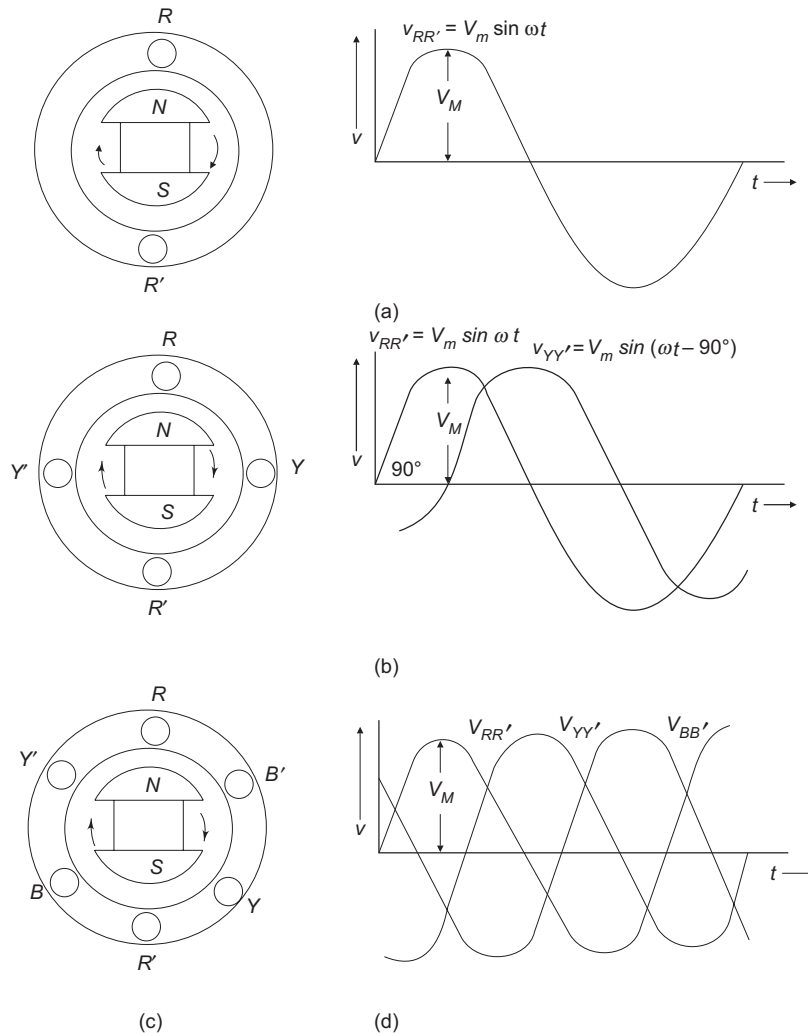 R
v_RR′ = V_m sin ωt
N
V_M
v
S
t
R′
(a)
v_RR′ = V_m sin ω t
v_YY′ = V_m sin (ωt – 90°)
R
N
V_M
Y′
Y
v
90°
S
t
R′
(b)
R
V_RR′
V_YY′
V_BB′
Y′
B′
N
V_M
v
S
t
B
Y
R′
(c)
(d)